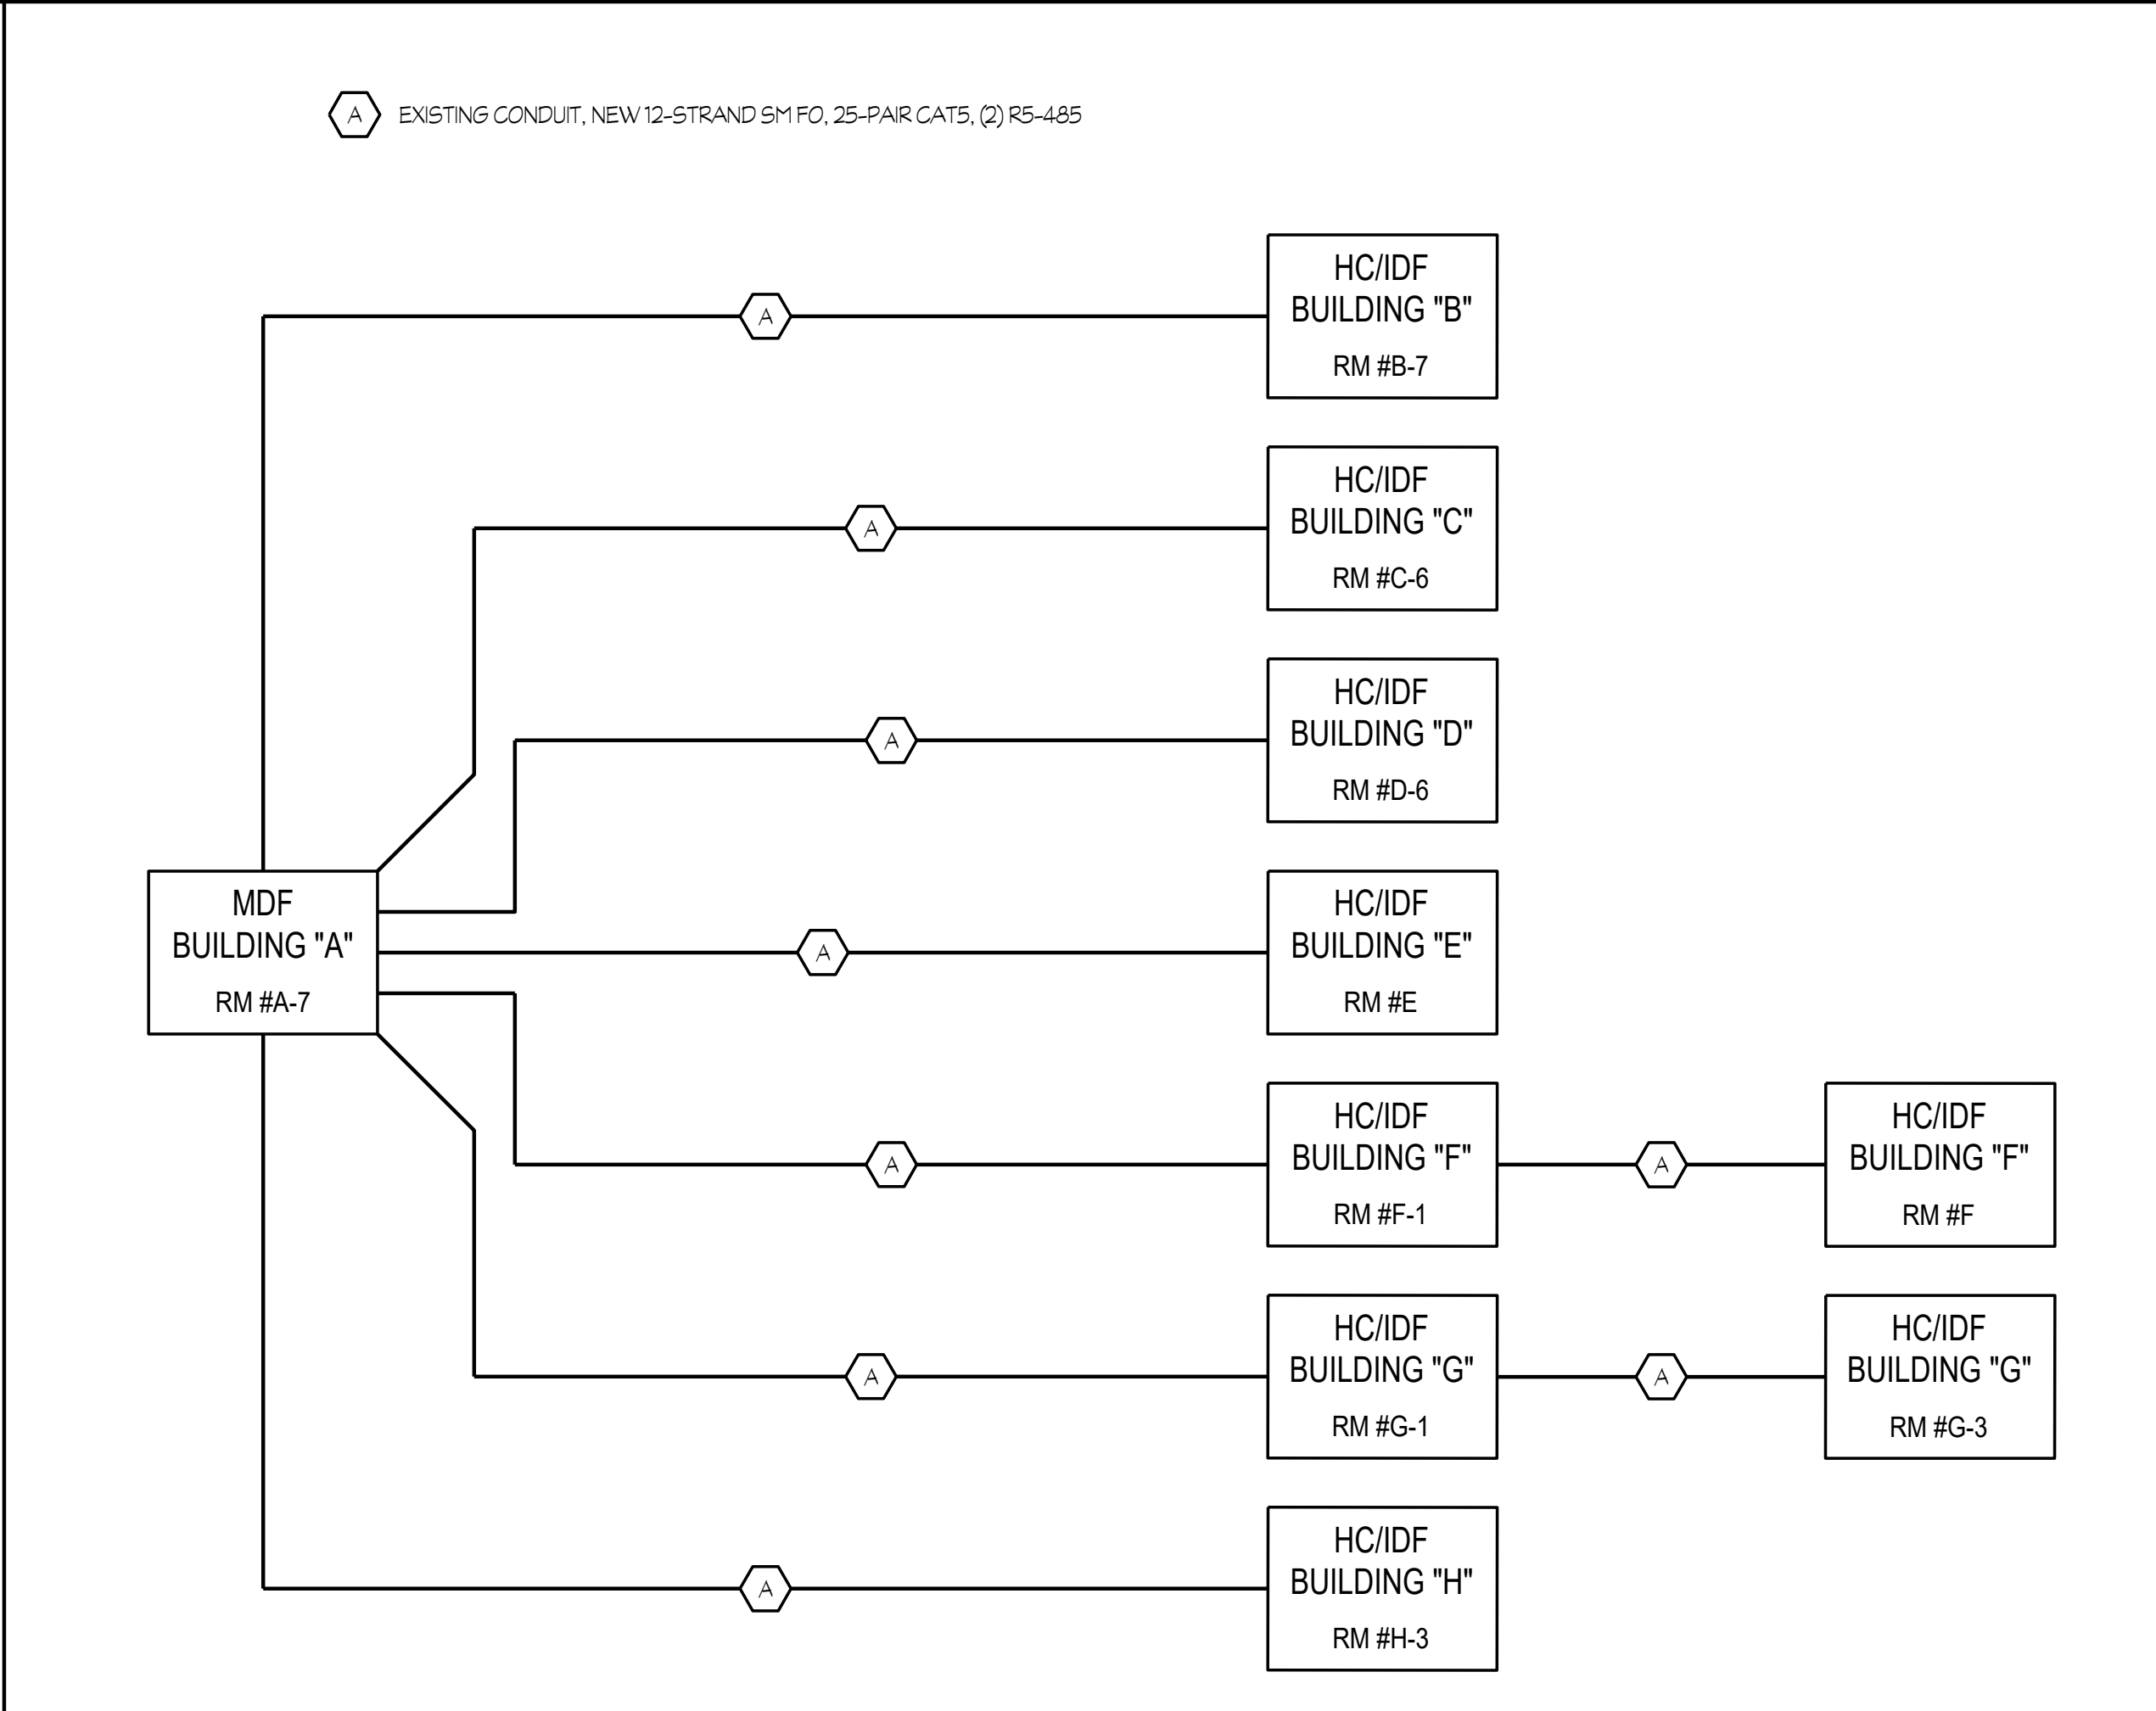 A EXISTING CONDUIT, NEW 12-STRAND SM FO, 25-PAIR CAT5, (2) R5-485
HC/IDF
BUILDING "B"
RM #B-7
A
HC/IDF
BUILDING "C"
RM #C-6
A
HC/IDF
BUILDING "D"
RM #D-6
A
MDF
BUILDING "A"
RM #A-7
A
HC/IDF
BUILDING "E"
RM #E
A
HC/IDF
BUILDING "F"
RM #F-1
A
HC/IDF
BUILDING "F"
RM #F
A
HC/IDF
BUILDING "G"
RM #G-1
A
HC/IDF
BUILDING "G"
RM #G-3
A
HC/IDF
BUILDING "H"
RM #H-3